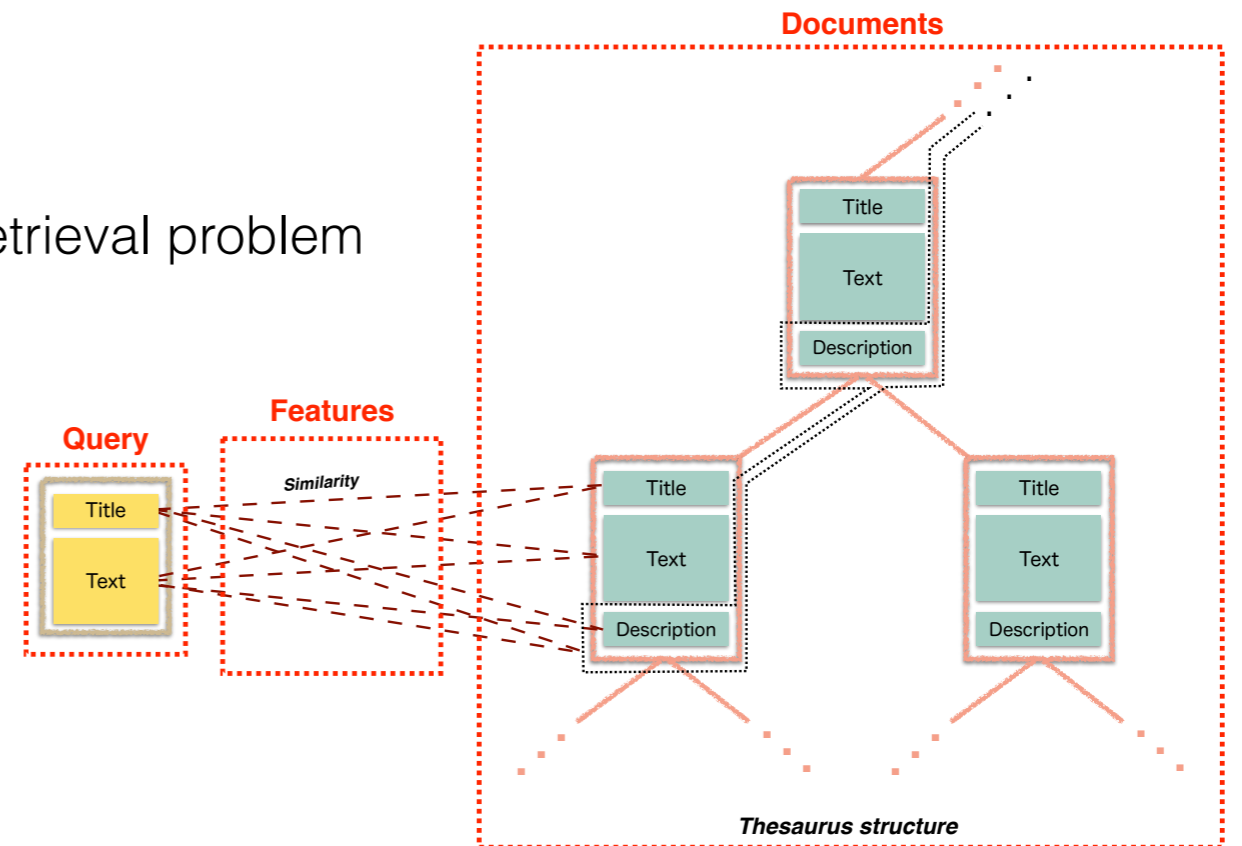 Documents
etrieval problem
Title
Text
Description
Features
Query
Similarity
Title
Text
Title
Text
Description
Title
Text
Description
Thesaurus structure